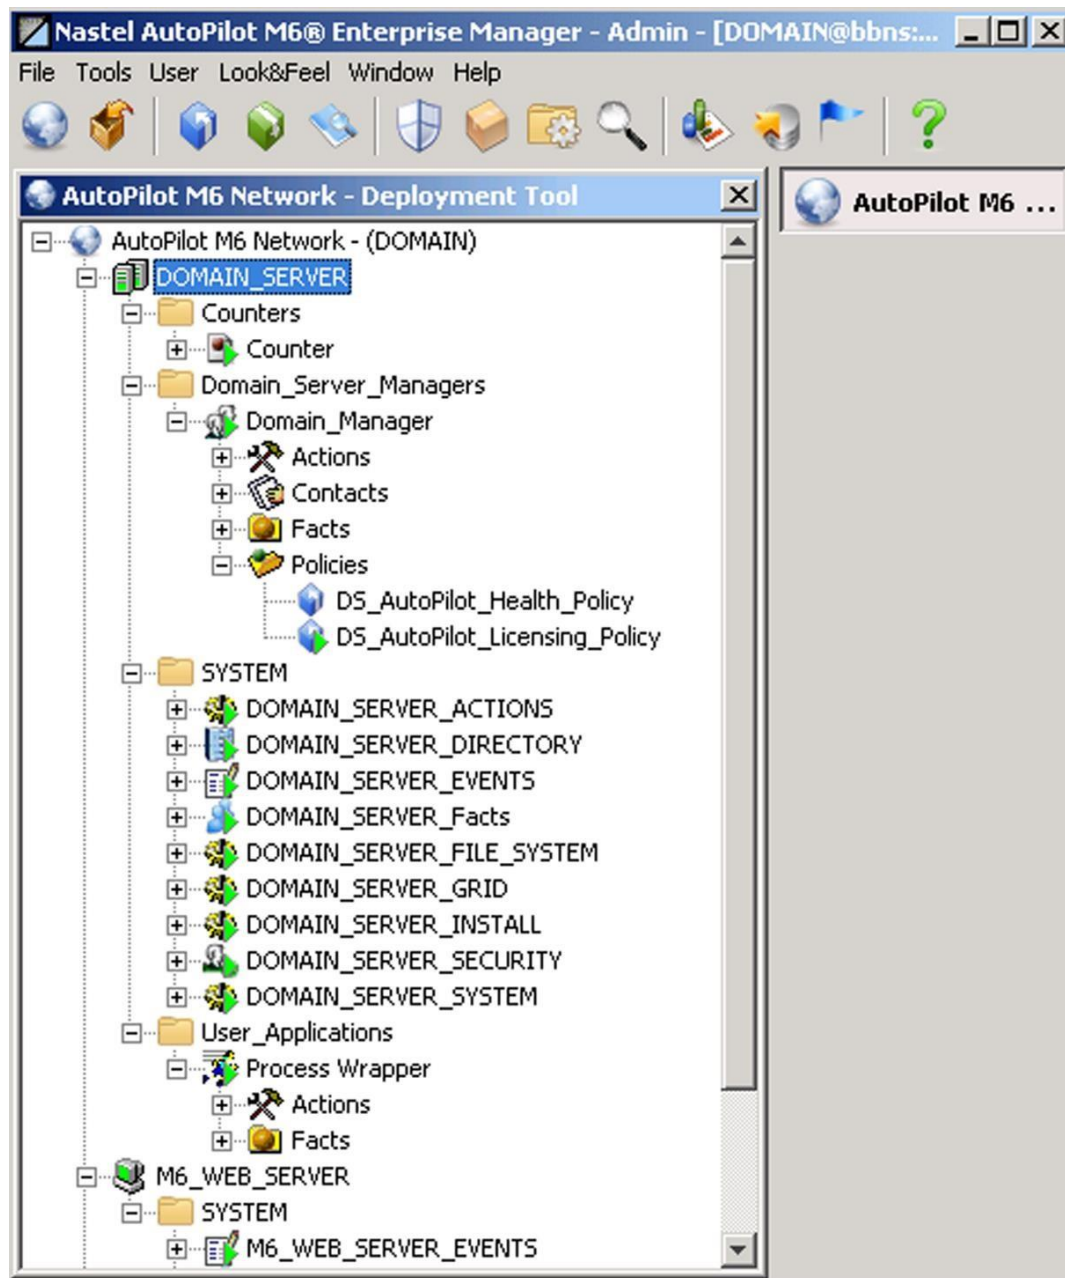 Nastel AutoPilot M6® Enterprise Manager - Admin - [DOMAIN@bbns:...
File Tools User Look&Feel Window Help
AutoPilot M6 Network - Deployment Tool
AutoPilot M6 ...
AutoPilot M6 Network - (DOMAIN)
DOMAIN_SERVER
Counters
Counter
Domain_Server_Managers
Domain_Manager
Actions
Contacts
Facts
Policies
DS_AutoPilot_Health_Policy
DS_AutoPilot_Licensing_Policy
SYSTEM
DOMAIN_SERVER_ACTIONS
DOMAIN_SERVER_DIRECTORY
DOMAIN_SERVER_EVENTS
DOMAIN_SERVER_Facts
DOMAIN_SERVER_FILE_SYSTEM
DOMAIN_SERVER_GRID
DOMAIN_SERVER_INSTALL
DOMAIN_SERVER_SECURITY
DOMAIN_SERVER_SYSTEM
User_Applications
Process Wrapper
Actions
Facts
M6_WEB_SERVER
SYSTEM
M6_WEB_SERVER_EVENTS